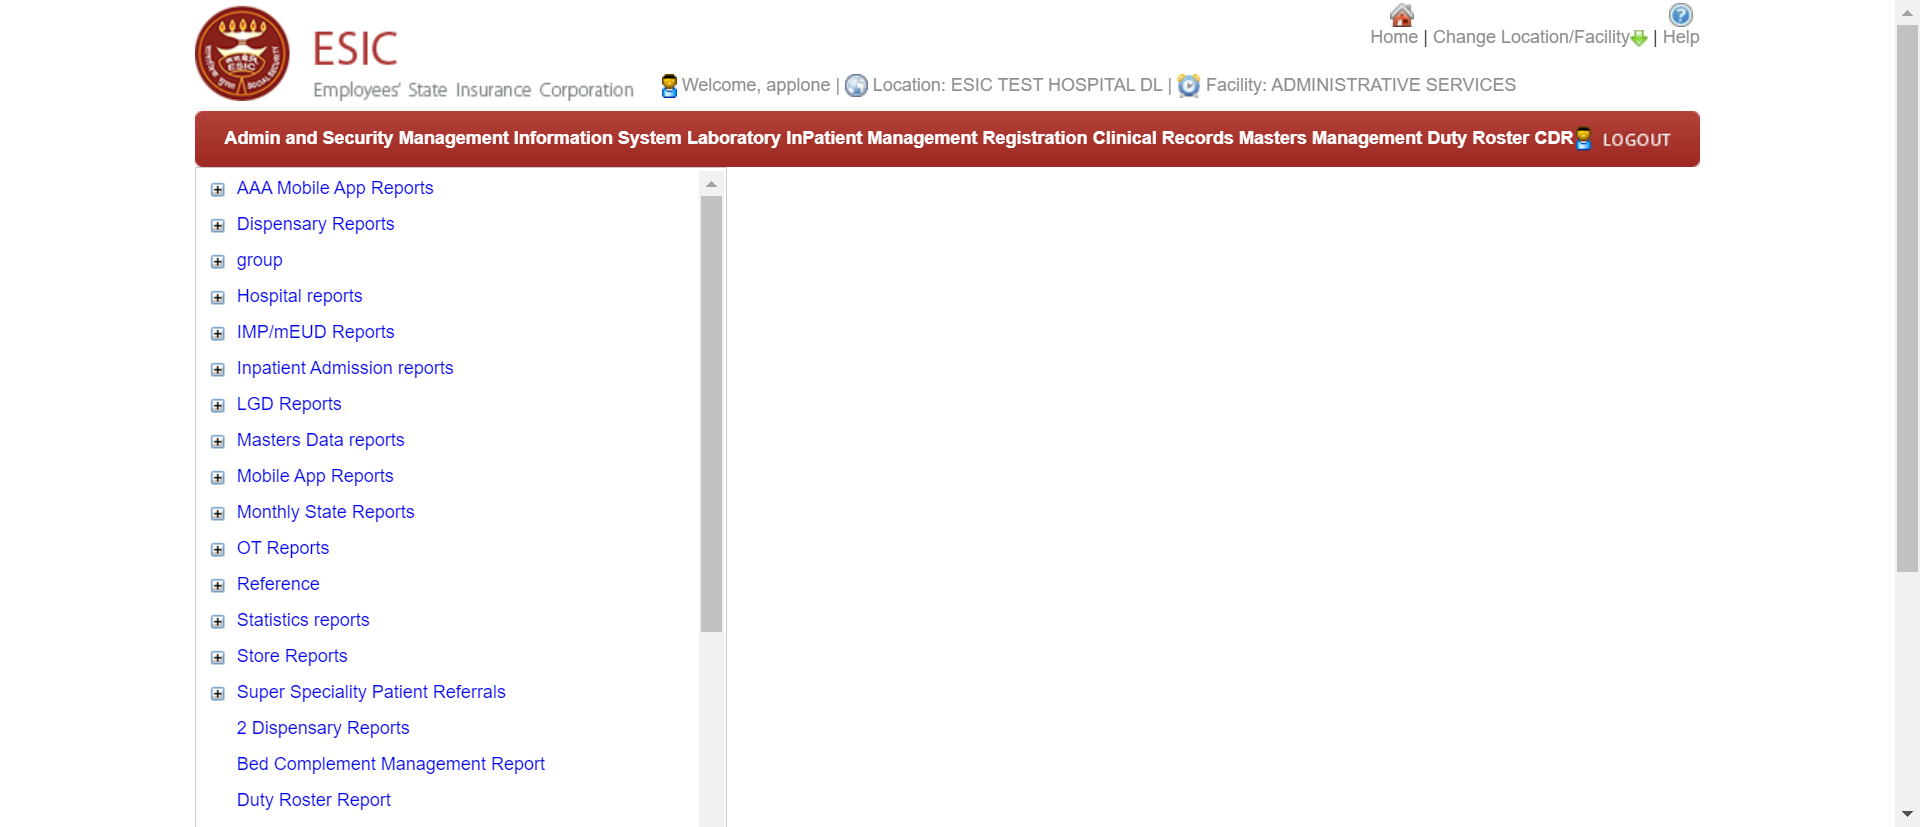 Home | Change Location/Facility | Help
ESIC
Employees' State Insurance Corporation
Welcome, applone | Location: ESIC TEST HOSPITAL DL | Facility: ADMINISTRATIVE SERVICES
Admin and Security Management Information System Laboratory InPatient Management Registration Clinical Records Masters Management Duty Roster CDR LOGOUT
AAA Mobile App Reports
Dispensary Reports
group
Hospital reports
IMP/mEUD Reports
Inpatient Admission reports
LGD Reports
Masters Data reports
Mobile App Reports
Monthly State Reports
OT Reports
Reference
Statistics reports
Store Reports
Super Speciality Patient Referrals
2 Dispensary Reports
Bed Complement Management Report
Duty Roster Report